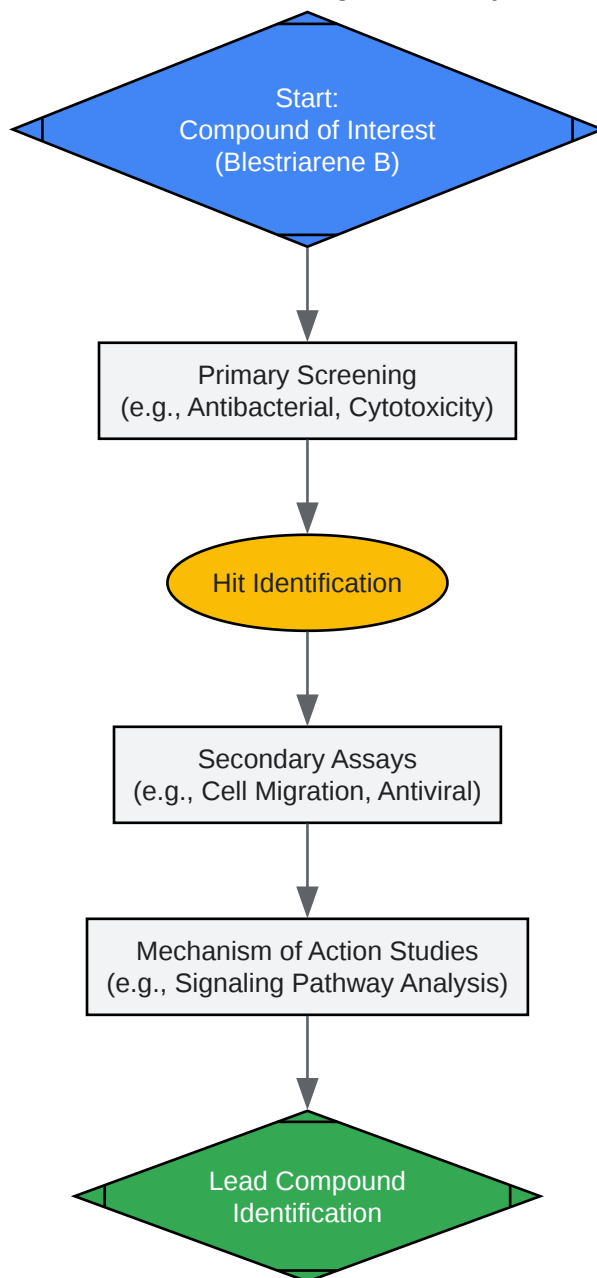 Start:
Compound of Interest
(Blestriarene B)
Primary Screening
(e.g., Antibacterial, Cytotoxicity)
Hit Identification
Secondary Assays
(e.g., Cell Migration, Antiviral)
Mechanism of Action Studies
(e.g., Signaling Pathway Analysis)
Lead Compound
Identification